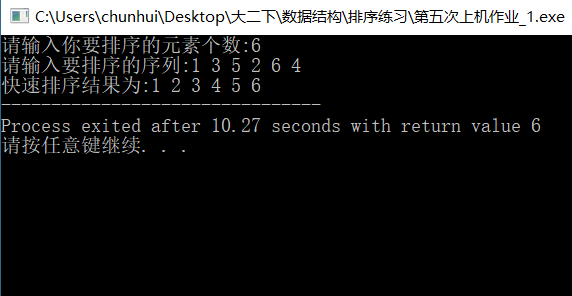 C:\Users\chunhui\Desktop\大二下\数据结构\排序练习\第五次上机作业_1.exe
请输入你要排序的元素个数:6
请输入要排序的序列:1 3 5 2 6 4
快速排序结果为:1 2 3 4 5 6
--------------------------------
Process exited after 10.27 seconds with return value 6
请按任意键继续. . .